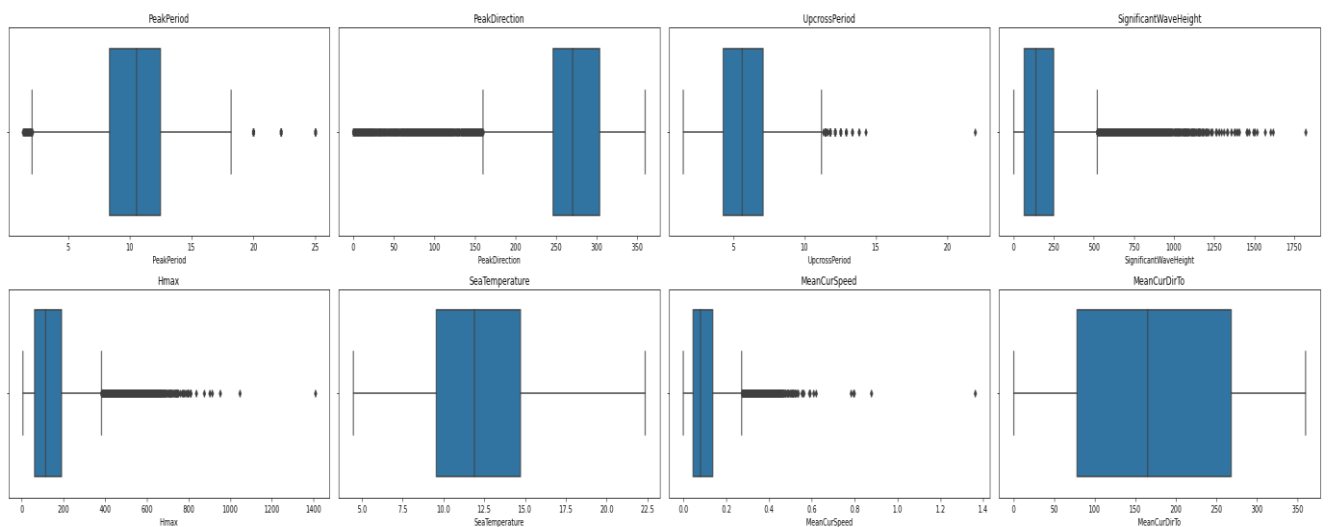 PeakPeriod PeakDirection UpcrossPeriod SignificantWaveHeight
5 10 15 20 25 0 50 100 150 200 250 300 350 5 10 15 20 0 250 500 750 1000 1250 1500 1750
PeakPeriod PeakDirection UpcrossPeriod SignificantWaveHeight
Hmax SeaTemperature MeanCurSpeed MeanCurDirTo
0 200 400 600 800 1000 1200 1400 5.0 7.5 10.0 12.5 15.0 17.5 20.0 22.5 0.0 0.2 0.4 0.6 0.8 1.0 1.2 1.4 0 50 100 150 200 250 300 350
Hmax SeaTemperature MeanCurSpeed MeanCurDirTo